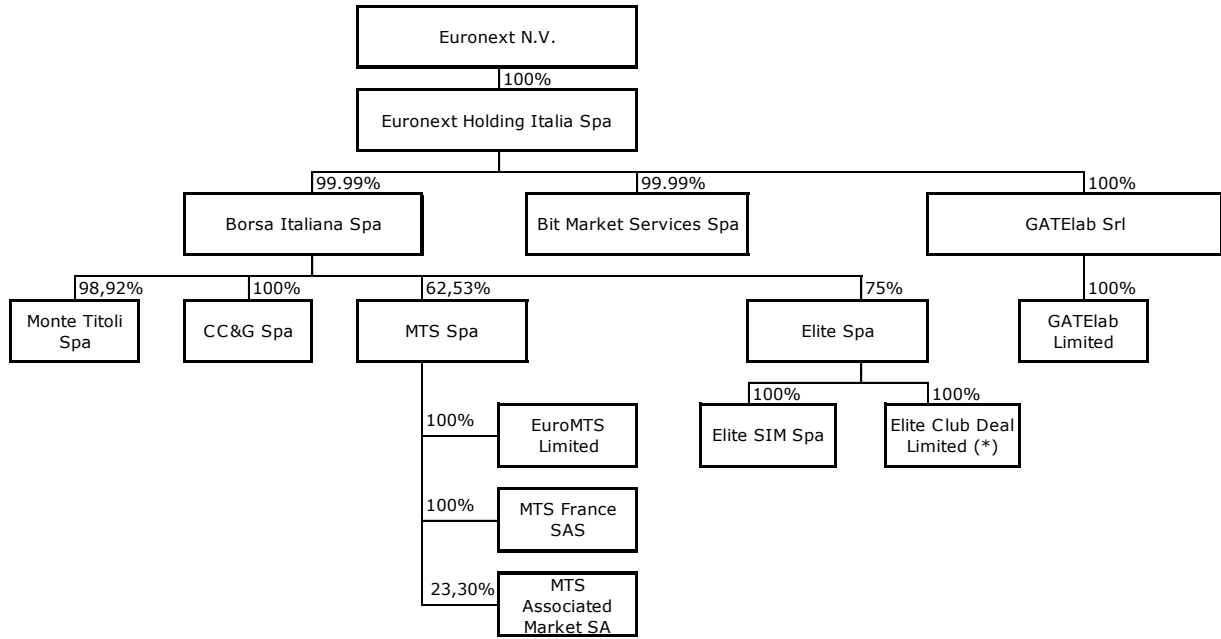 Euronext N.V.
100%
Euronext Holding Italia Spa
99.99%
99.99%
100%
Borsa Italiana Spa
Bit Market Services Spa
GATElab Srl
98,92%
100%
62,53%
75%
100%
Monte Titoli
Spa
CC&G Spa
MTS Spa
Elite Spa
GATElab
Limited
100%
100%
100%
EuroMTS
Limited
Elite SIM Spa
Elite Club Deal
Limited (*)
100%
MTS France
SAS
23,30%
MTS
Associated
Market SA